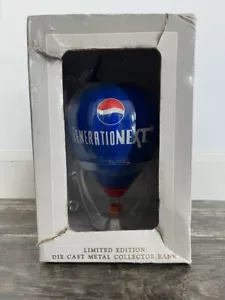 GENERATIONEXT
LIMITED EDITION
DIE CAST METAL COLLECTOR BANK